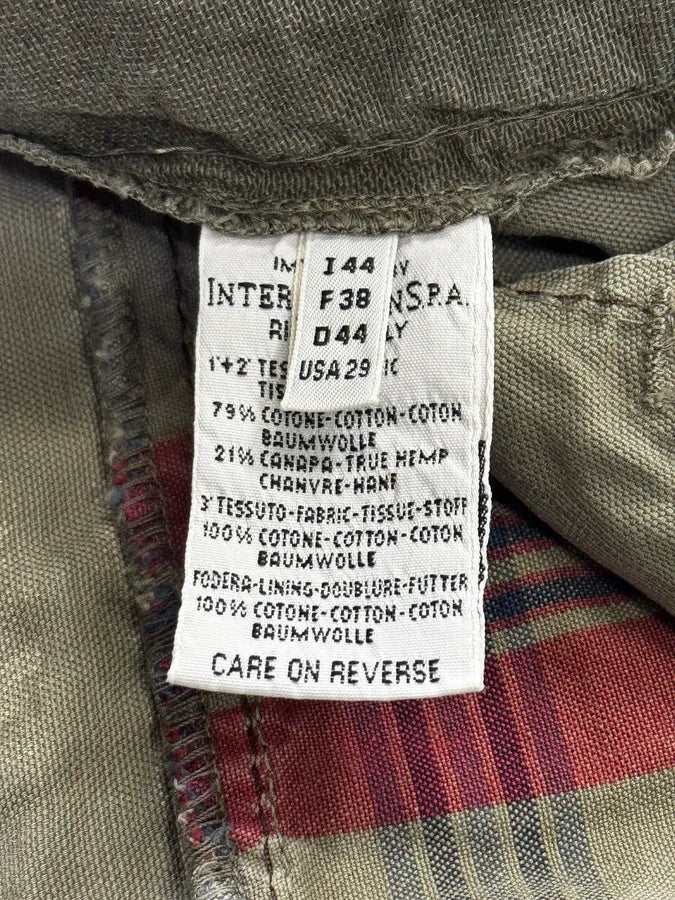 I 44
F 38
D 44
USA 29
S.P.A.
79% COTONE-COTTON-COTON
BAUMWOLLE
21% CANAPA-TRUE HEMP
CHANVRE-HANF
3° TESSUTO-FABRIC-TISSUE-STOFF
100% COTONE-COTTON-COTON
BAUMWOLLE
FODERA-LINING-DOUBLURE-FUTTER
100% COTONE-COTTON-COTON
BAUMWOLLE
CARE ON REVERSE